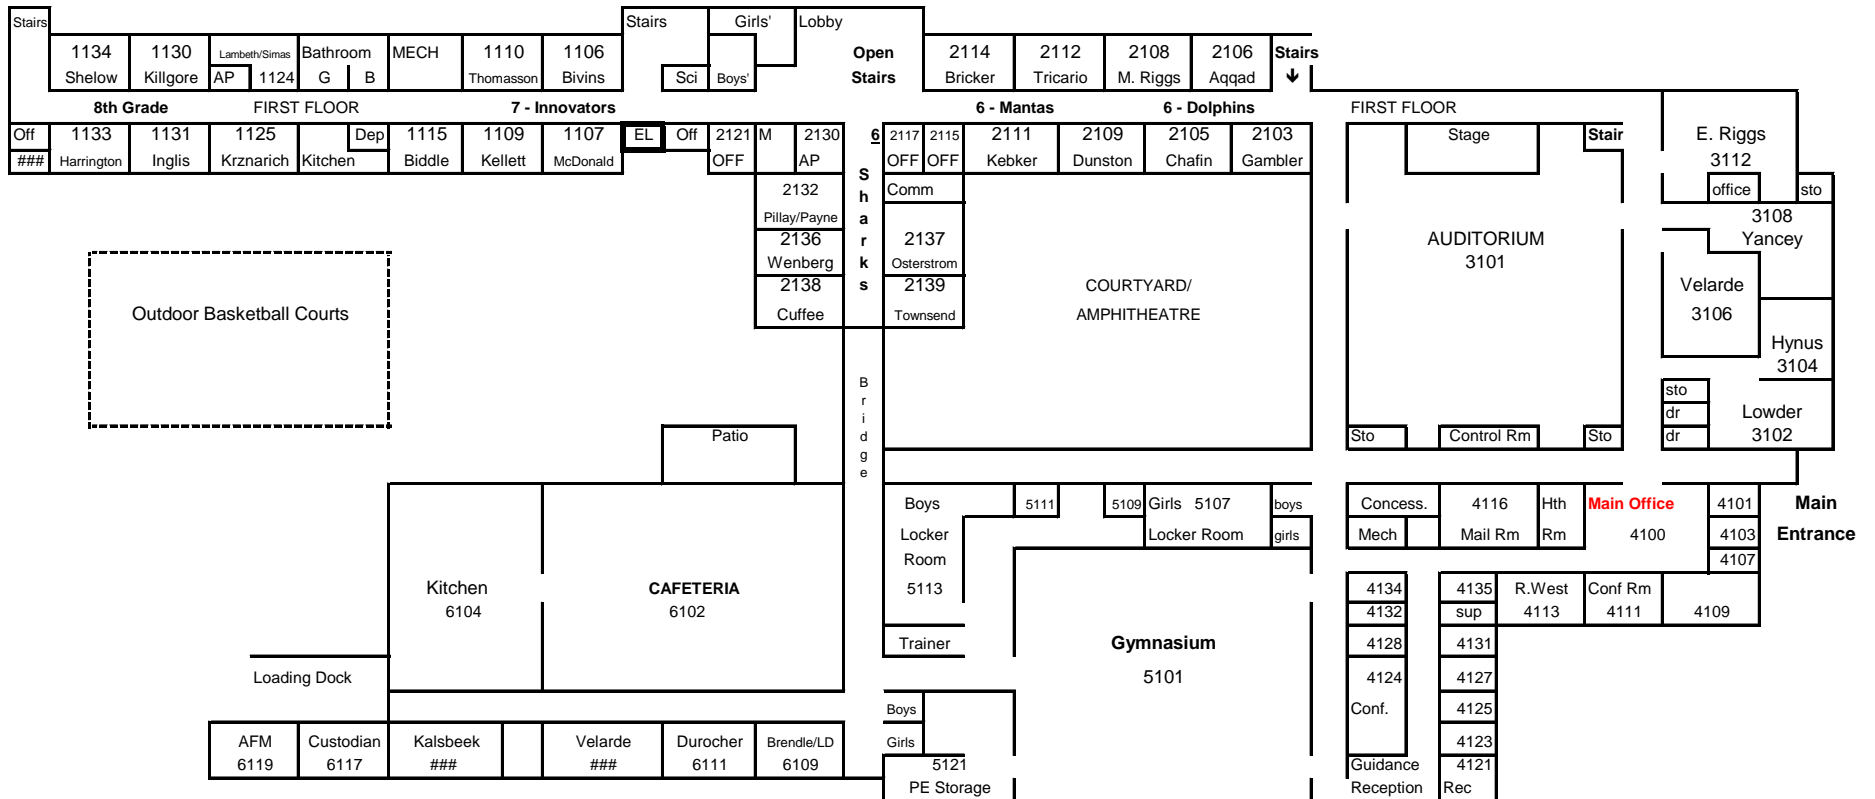 Stairs Stairs Girls' Lobby
1134 1130 Lambeth/Simas Bathroom MECH 1110 1106 Open 2114 2112 2108 2106 Stairs
Shelow Killgore AP 1124 G B Thomasson Bivins Sci Boys' Stairs Bricker Tricario M. Riggs Aqqad
8th Grade FIRST FLOOR 7 - Innovators 6 - Mantas 6 - Dolphins FIRST FLOOR
Off 1133 1131 1125 Dep 1115 1109 1107 EL Off 2121 M 2130 6 2117 2115 2111 2109 2105 2103 Stage Stair E. Riggs
### Harrington Inglis Krznarich Kitchen Biddle Kellett McDonald OFF AP OFF OFF Kebker Dunston Chafin Gambler 3112
Sharks
2132 Comm office sto
Pillay/Payne 3108
2136 2137 AUDITORIUM Yancey
Wenberg Osterstrom 3101
2138 2139 COURTYARD/ Velarde
Outdoor Basketball Courts Cuffee Townsend AMPHITHEATRE 3106
Hynus
3104
Bridge
sto
dr Lowder
Patio Sto Control Rm Sto dr 3102
Boys 5111 5109 Girls 5107 boys Concess. 4116 Hth Main Office 4101 Main
Locker Locker Room girls Mech Mail Rm Rm 4100 4103 Entrance
Room 4107
Kitchen CAFETERIA 5113 4134 4135 R.West Conf Rm
6104 6102 4132 sup 4113 4111 4109
Trainer Gymnasium 4128 4131
Loading Dock 5101 4124 4127
Boys Conf. 4125
AFM Custodian Kalsbeek Velarde Durocher Brendle/LD Girls 4123
6119 6117 ### ### 6111 6109 5121 Guidance 4121
PE Storage Reception Rec